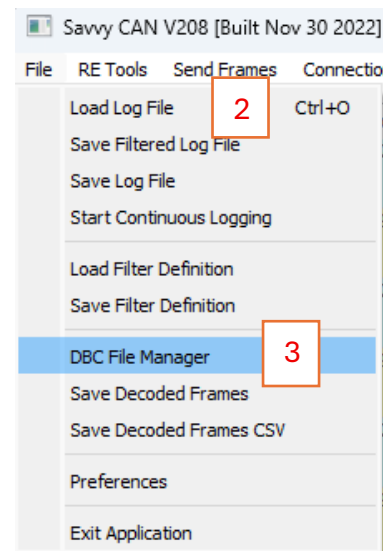 Savvy CAN V208 [Built Nov 30 2022]
File RE Tools Send Frames Connectio
Load Log File 2 Ctrl+O
Save Filtered Log File
Save Log File
Start Continuous Logging
Load Filter Definition
Save Filter Definition
DBC File Manager 3
Save Decoded Frames
Save Decoded Frames CSV
Preferences
Exit Application